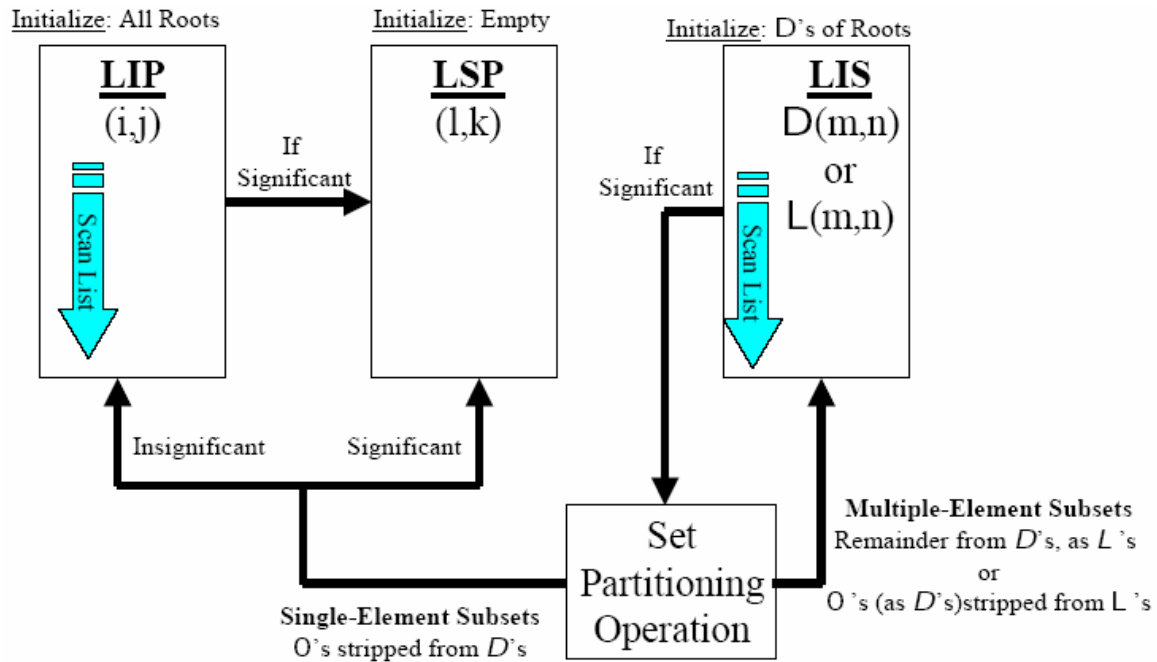 Initialize: All Roots
LIP
(i,j)
Scan List
If
Significant
Initialize: Empty
LSP
(l,k)
Initialize: D's of Roots
LIS
D(m,n)
or
L(m,n)
Scan List
If
Significant
Insignificant
Significant
Set
Partitioning
Operation
Single-Element Subsets
O's stripped from D's
Multiple-Element Subsets
Remainder from D's, as L 's
or
O 's (as D's)stripped from L 's